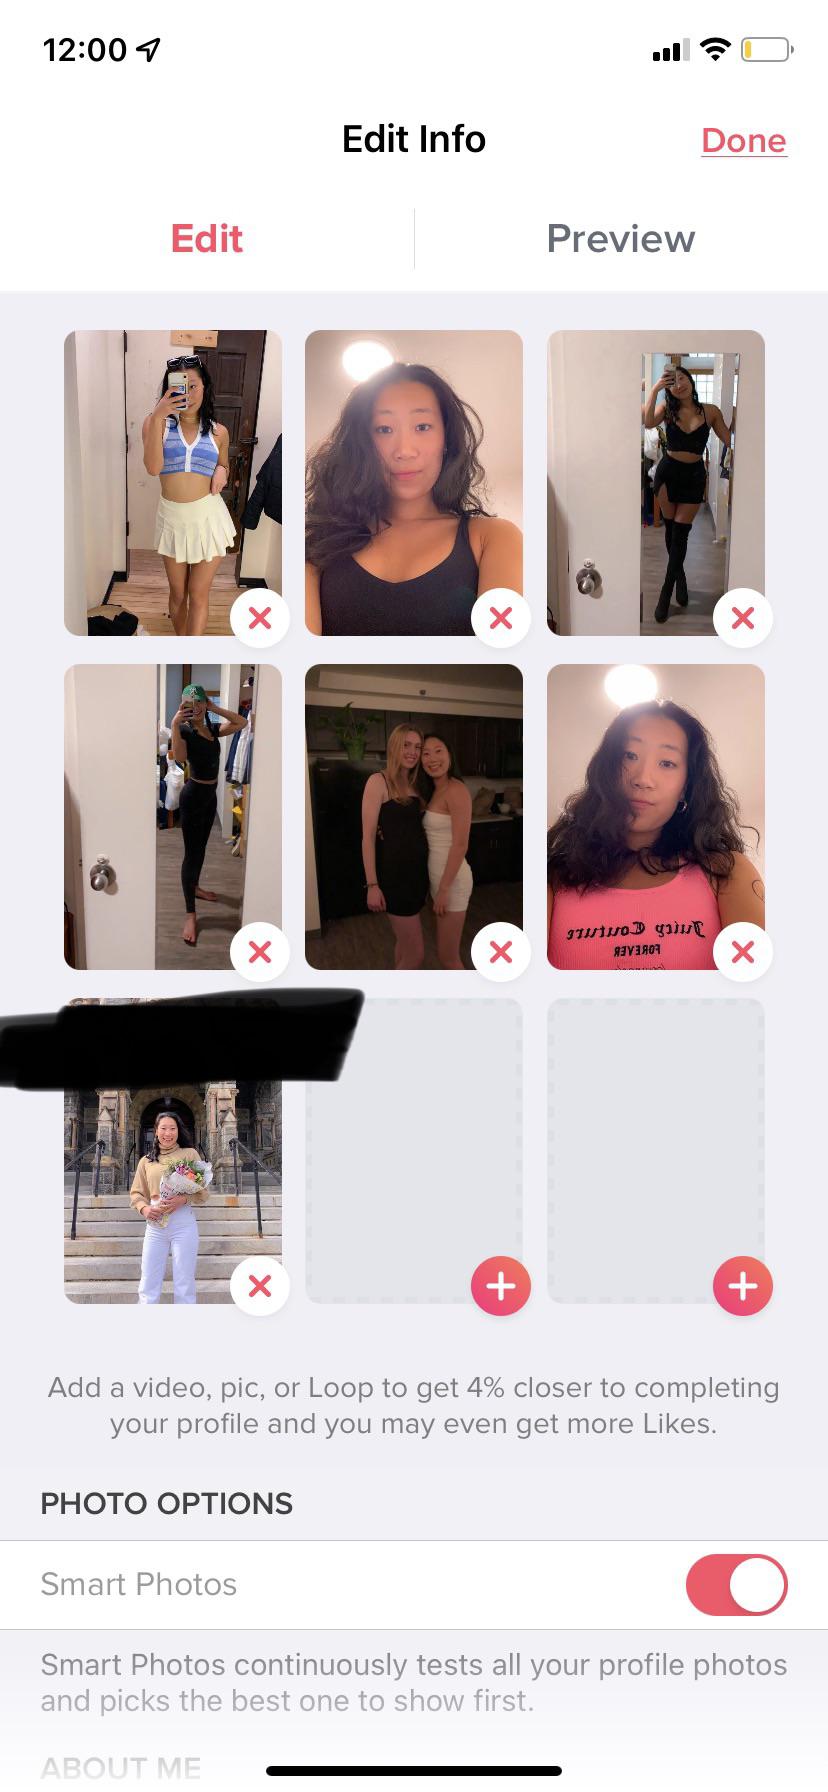 12:00
Edit Info
Done
Edit
Preview
Juicy Couture
FOREVER
Add a video, pic, or Loop to get 4% closer to completing
your profile and you may even get more Likes.
PHOTO OPTIONS
Smart Photos
Smart Photos continuously tests all your profile photos
and picks the best one to show first.
ABOUT ME